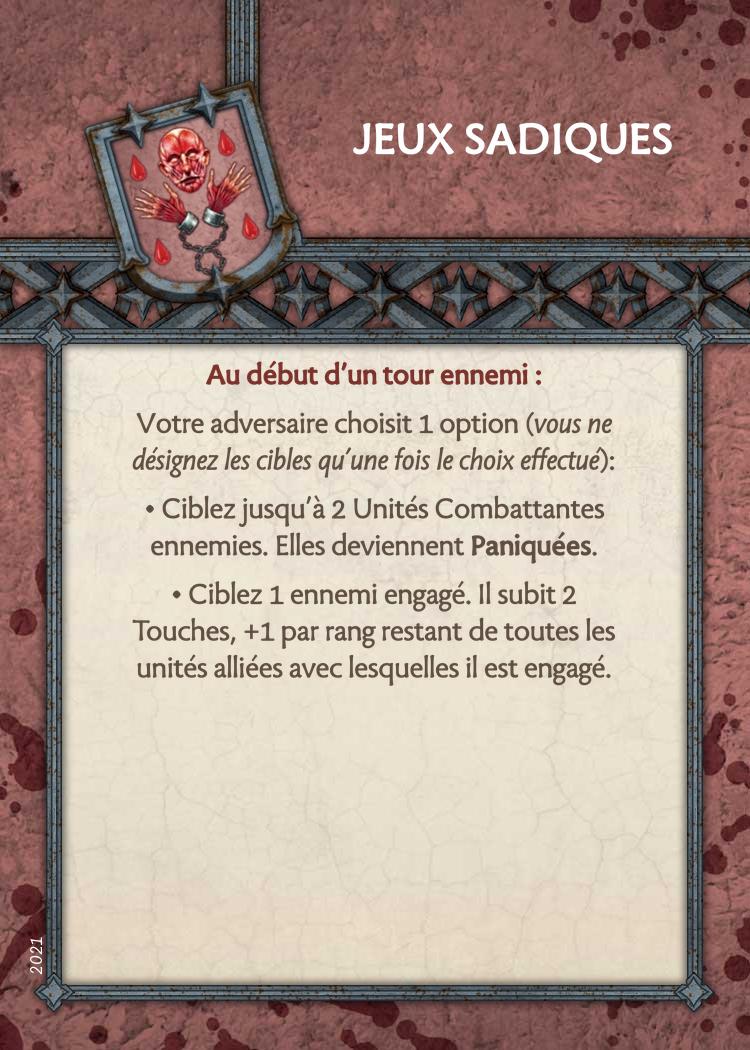 JEUX SADIQUES
Au début d'un tour ennemi :
Votre adversaire choisit 1 option (vous ne
désignez les cibles qu'une fois le choix effectué):
• Ciblez jusqu'à 2 Unités Combattantes
ennemies. Elles deviennent Paniquées.
• Ciblez 1 ennemi engagé. Il subit 2
Touches, +1 par rang restant de toutes les
unités alliées avec lesquelles il est engagé.
2021